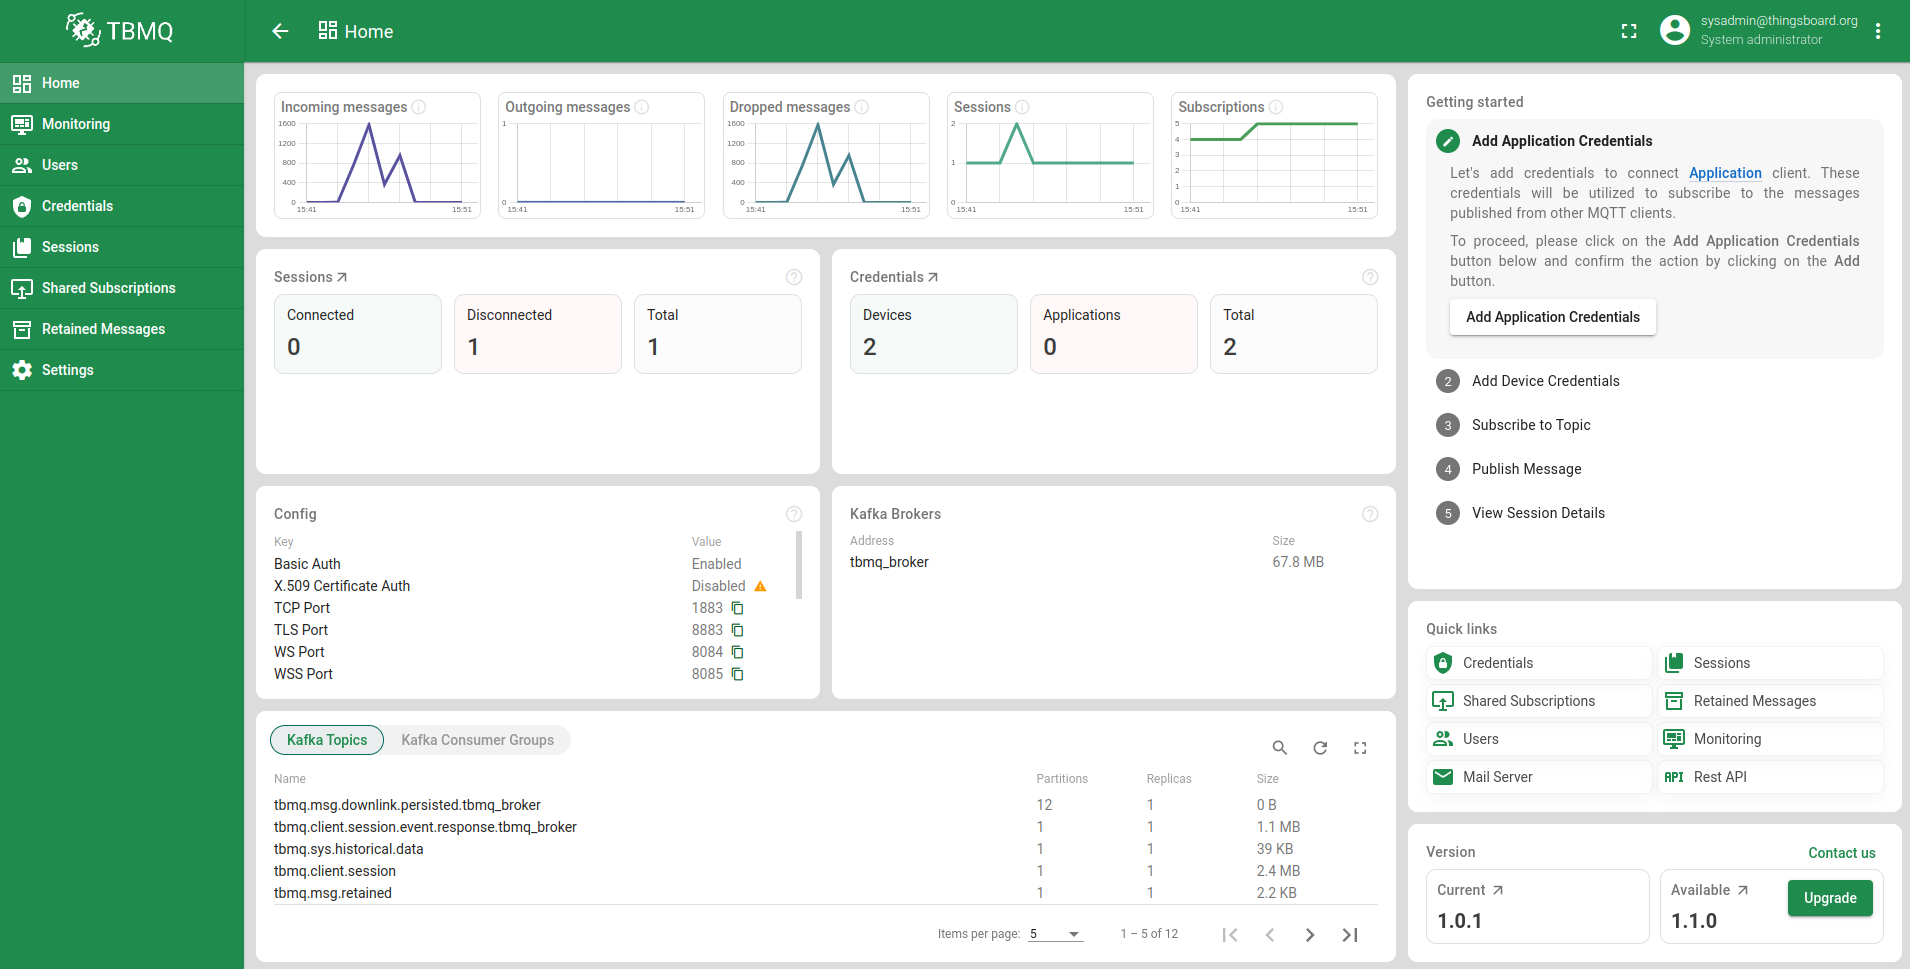 TBMQ
Home
Monitoring
Users
Credentials
Sessions
Shared Subscriptions
Retained Messages
Settings
Home
sysadmin@thingsboard.org
System administrator
Incoming messages
1600
1200
800
400
0
15:41
15:51
Outgoing messages
1
0
15:41
15:51
Dropped messages
1600
1200
800
400
0
15:41
15:51
Sessions
2
1
0
15:41
15:51
Subscriptions
5
4
3
2
1
0
15:41
15:51
Sessions
Connected
0
Disconnected
1
Total
1
Credentials
Devices
2
Applications
0
Total
2
Config
Key Value
Basic Auth Enabled
X.509 Certificate Auth Disabled
TCP Port 1883
TLS Port 8883
WS Port 8084
WSS Port 8085
Kafka Brokers
Address Size
tbmq_broker 67.8 MB
Kafka Topics
Kafka Consumer Groups
Name Partitions Replicas Size
tbmq.msg.downlink.persisted.tbmq_broker 12 1 0 B
tbmq.client.session.event.response.tbmq_broker 1 1 1.1 MB
tbmq.sys.historical.data 1 1 39 KB
tbmq.client.session 1 1 2.4 MB
tbmq.msg.retained 1 1 2.2 KB
Items per page: 5 1 – 5 of 12
Getting started
Add Application Credentials
Let's add credentials to connect Application client. These
credentials will be utilized to subscribe to the messages
published from other MQTT clients.
To proceed, please click on the Add Application Credentials
button below and confirm the action by clicking on the Add
button.
Add Application Credentials
2 Add Device Credentials
3 Subscribe to Topic
4 Publish Message
5 View Session Details
Quick links
Credentials
Sessions
Shared Subscriptions
Retained Messages
Users
Monitoring
Mail Server
API Rest API
Version
Contact us
Current
1.0.1
Available
1.1.0
Upgrade